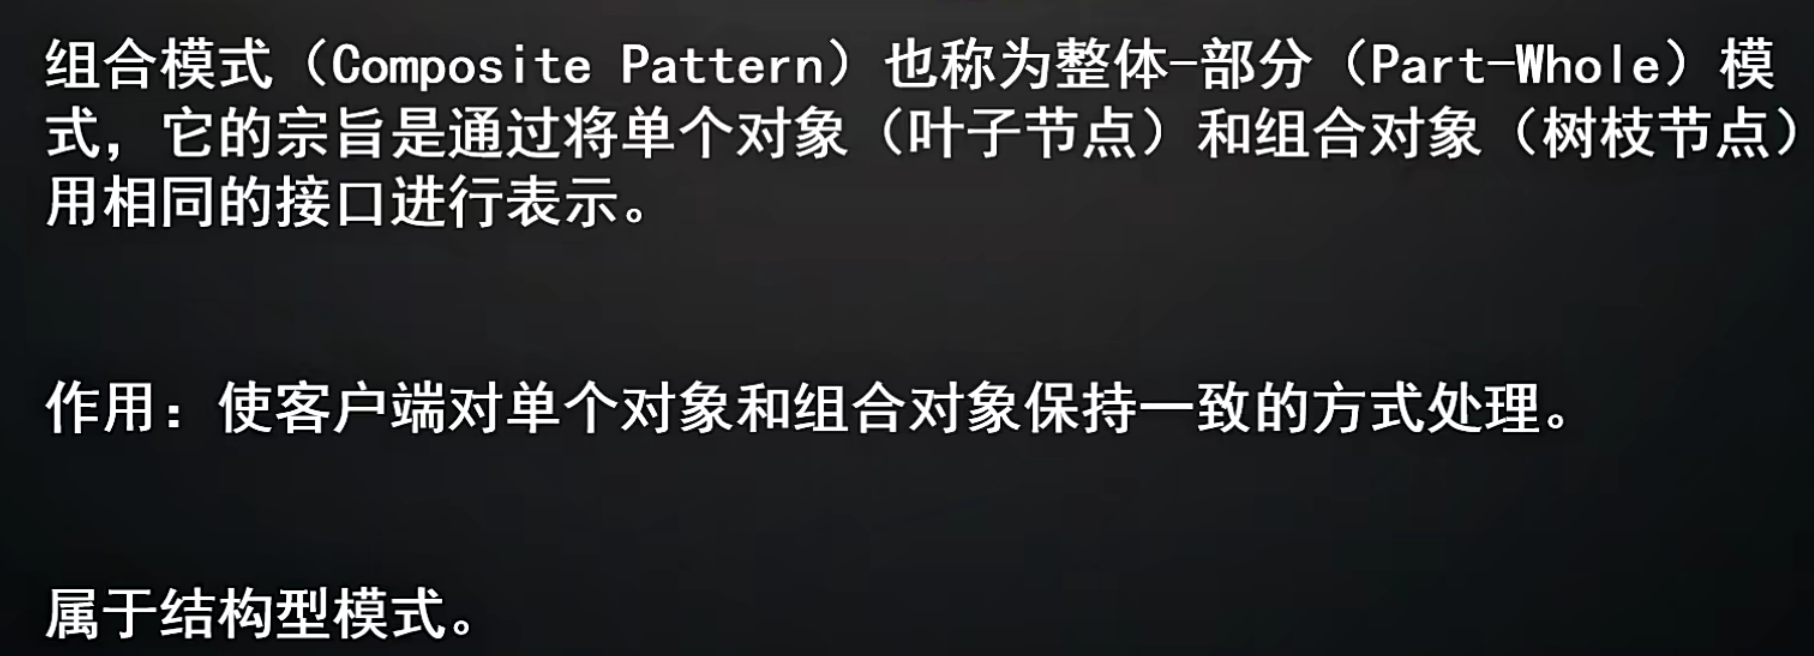 组合模式（Composite Pattern）也称为整体-部分（Part-Whole）模
式，它的宗旨是通过将单个对象（叶子节点）和组合对象（树枝节点）
用相同的接口进行表示。
作用：使客户端对单个对象和组合对象保持一致的方式处理。
属于结构型模式。